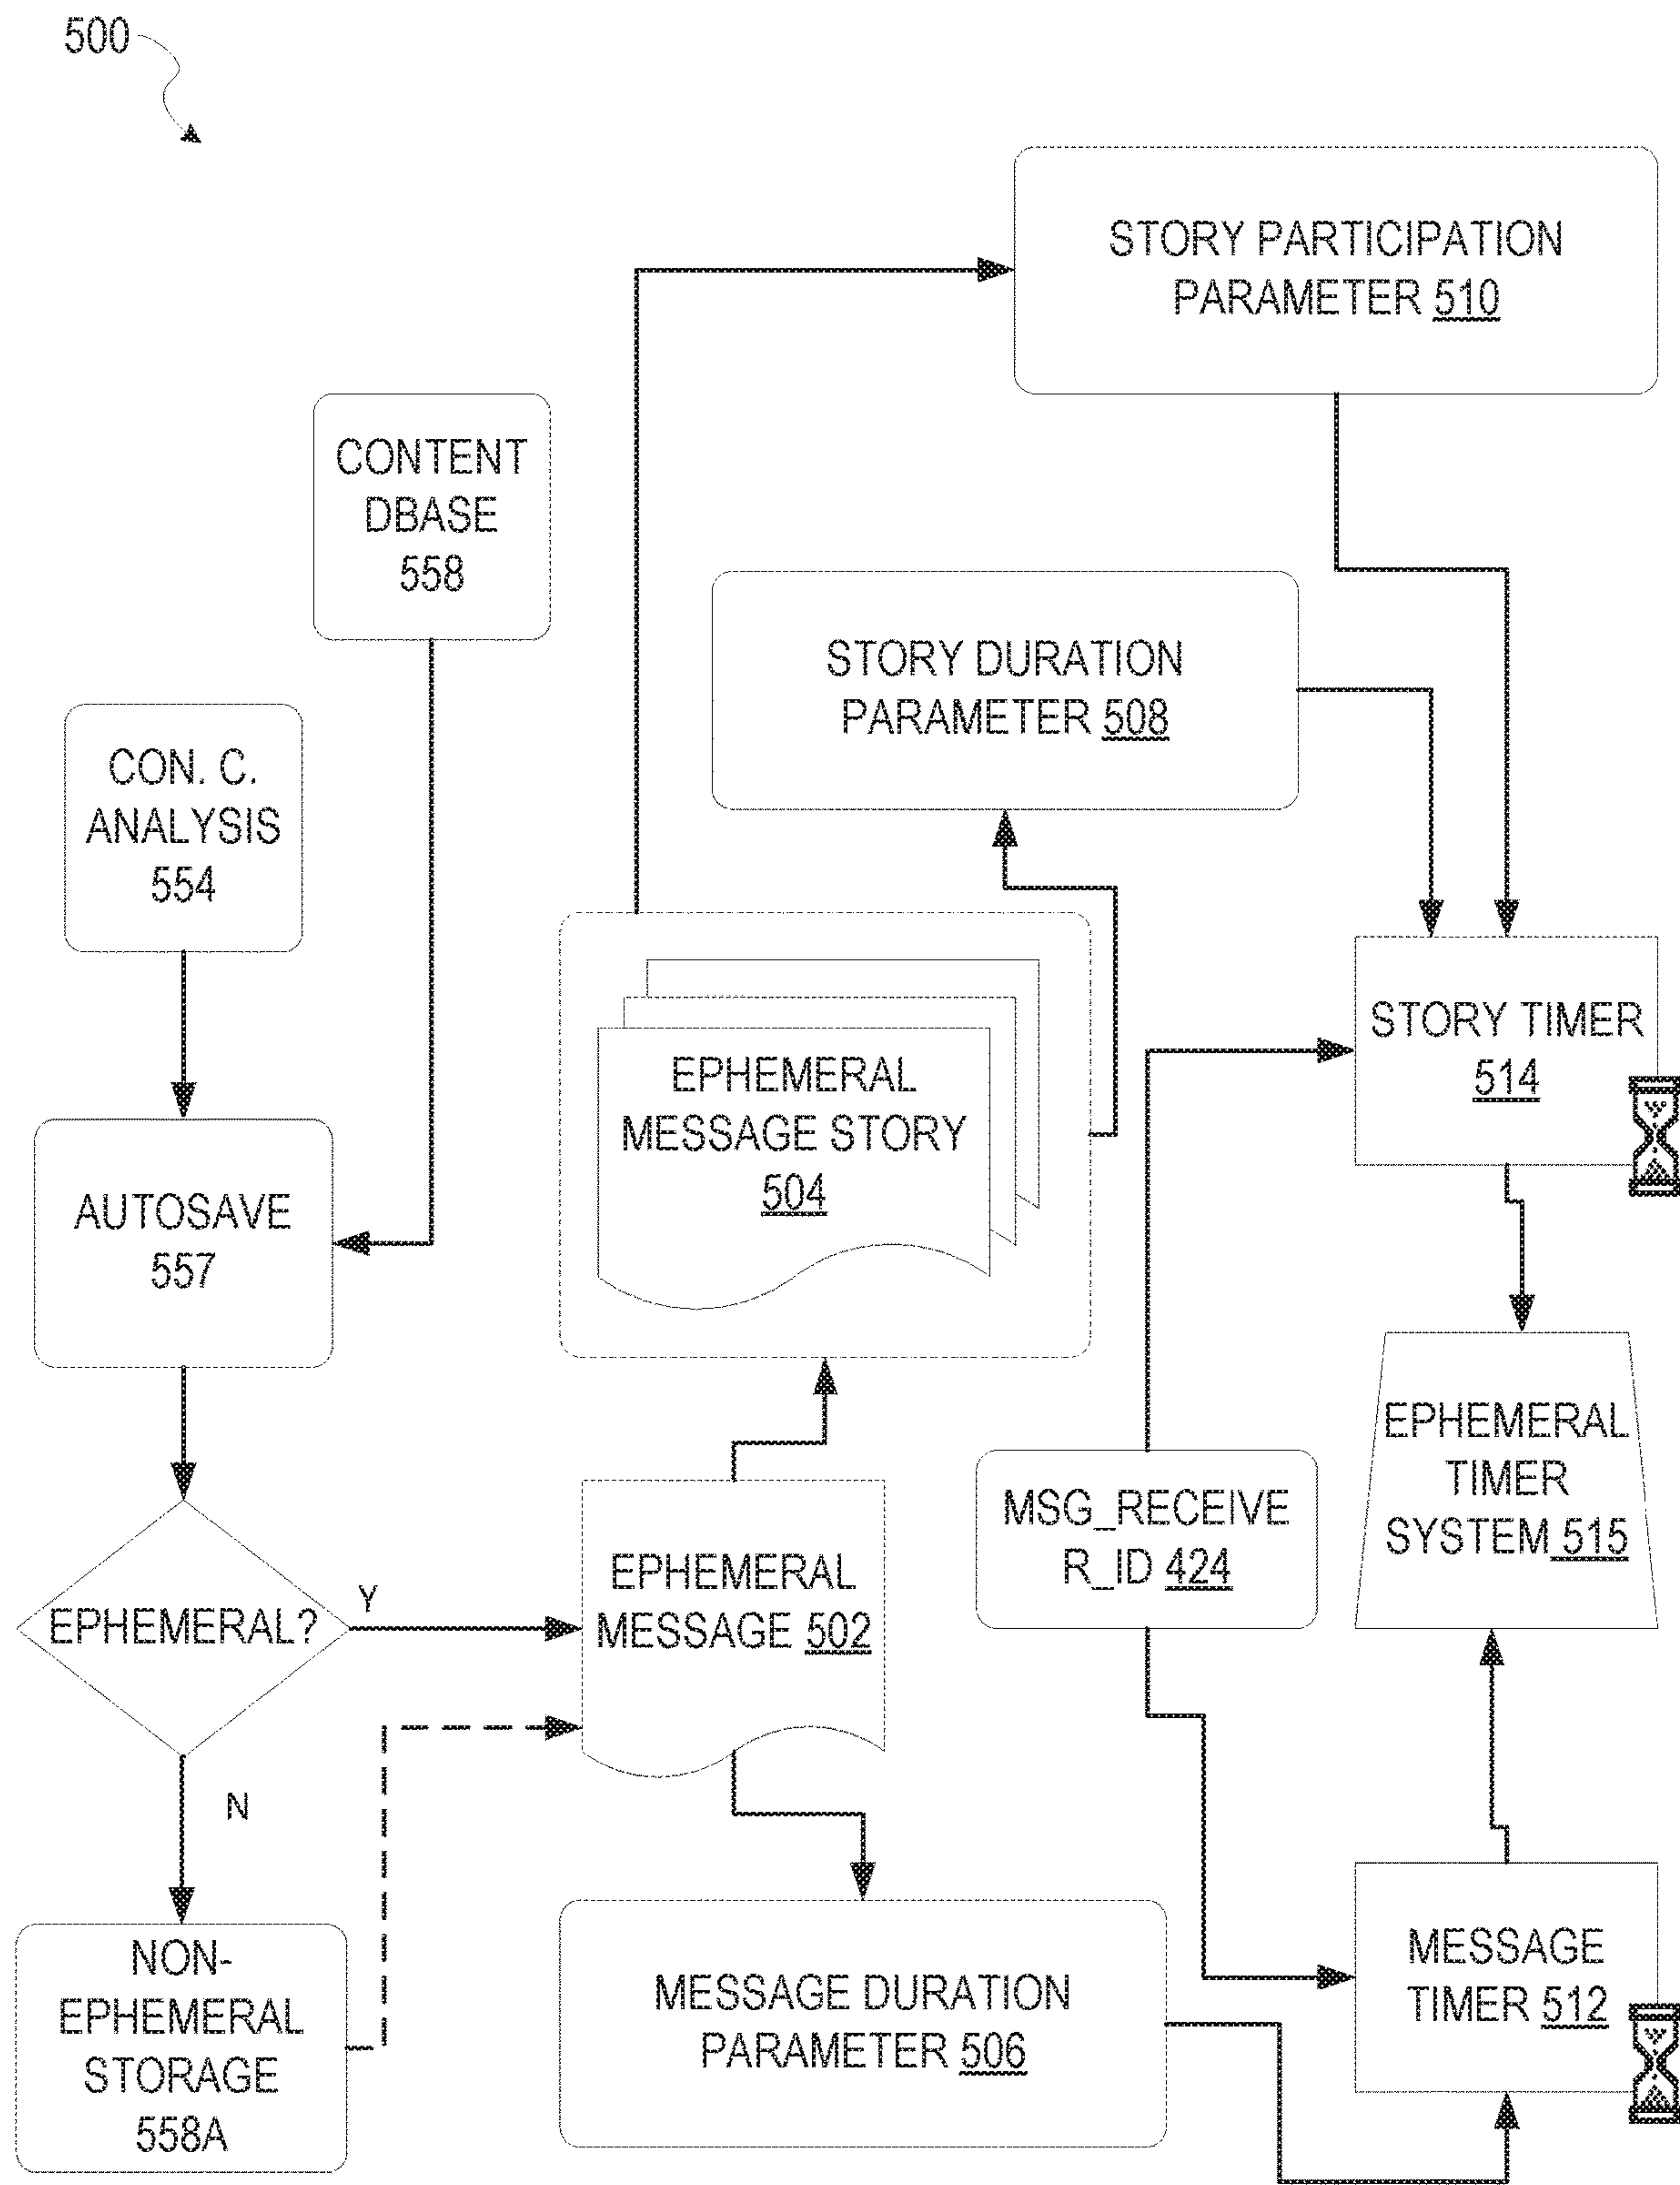 500
STORY PARTICIPATION
PARAMETER 510
CONTENT
DBASE
558
STORY DURATION
PARAMETER 508
CON. C.
ANALYSIS
554
STORY TIMER
514
EPHEMERAL
MESSAGE STORY
504
AUTOSAVE
557
EPHEMERAL
TIMER
SYSTEM 515
MSG_RECEIVE
R_ID 424
EPHEMERAL
MESSAGE 502
EPHEMERAL?
Y
N
NON-
EPHEMERAL
STORAGE
558A
MESSAGE DURATION
PARAMETER 506
MESSAGE
TIMER 512